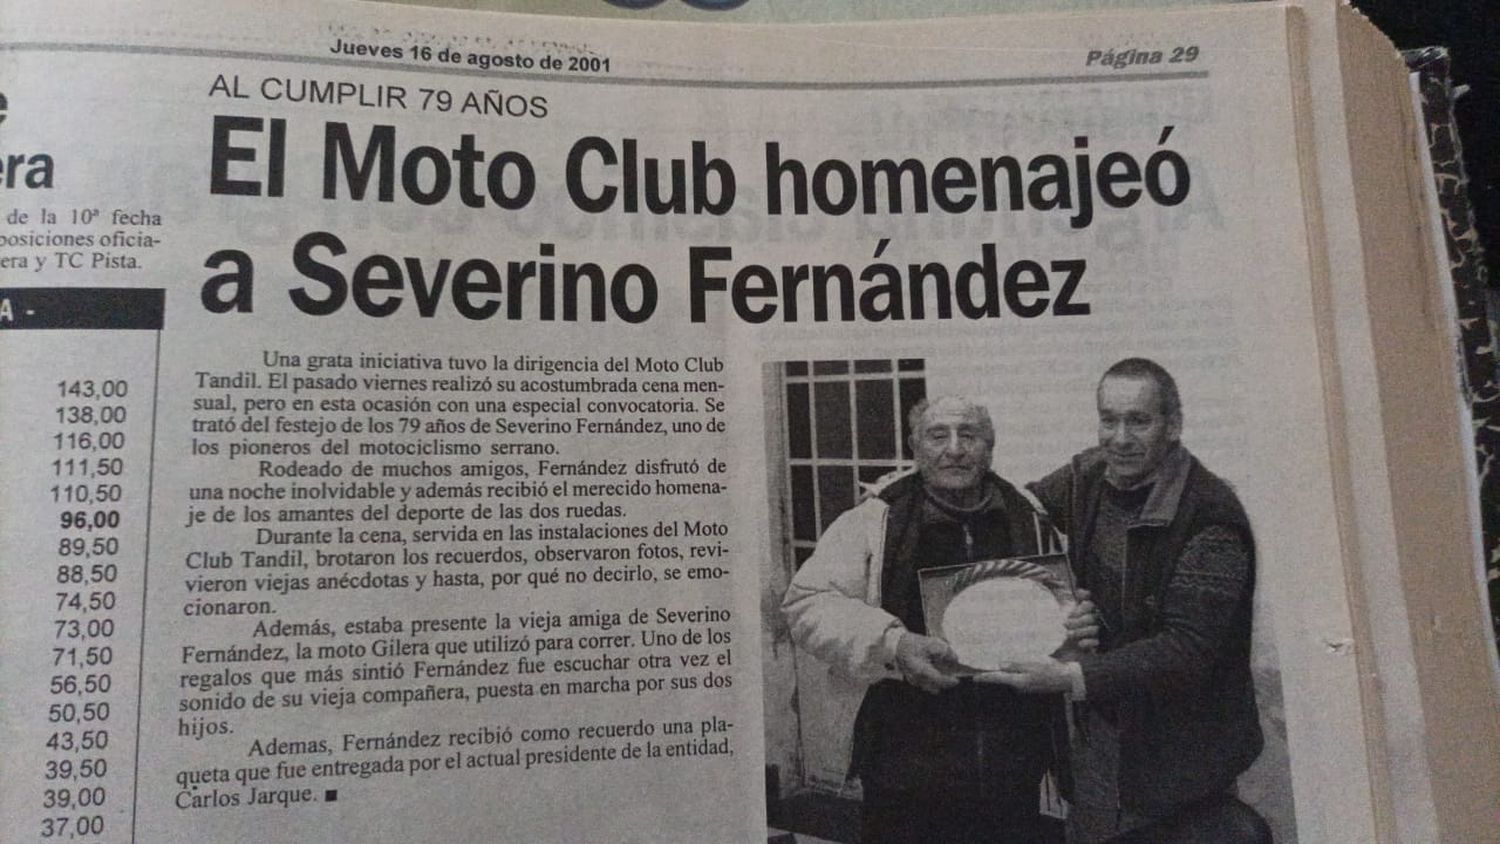 Jueves 16 de agosto de 2001
Página 29
era
de la 10ª fecha
posiciones oficia-
era y TC Pista.
A -
143,00
138,00
116,00
111,50
110,50
96,00
89,50
88,50
74,50
73,00
71,50
56,50
50,50
43,50
39,50
39,00
37,00
AL CUMPLIR 79 AÑOS
El Moto Club homenajeó
a Severino Fernández
Una grata iniciativa tuvo la dirigencia del Moto Club
Tandil. El pasado viernes realizó su acostumbrada cena men-
sual, pero en esta ocasión con una especial convocatoria. Se
trató del festejo de los 79 años de Severino Fernández, uno de
los pioneros del motociclismo serrano.
Rodeado de muchos amigos, Fernández disfrutó de
una noche inolvidable y además recibió el merecido homena-
je de los amantes del deporte de las dos ruedas.
Durante la cena, servida en las instalaciones del Moto
Club Tandil, brotaron los recuerdos, observaron fotos, revi-
vieron viejas anécdotas y hasta, por qué no decirlo, se emo-
cionaron.
Además, estaba presente la vieja amiga de Severino
Fernández, la moto Gilera que utilizó para correr. Uno de los
regalos que más sintió Fernández fue escuchar otra vez el
sonido de su vieja compañera, puesta en marcha por sus dos
hijos.
Ademas, Fernández recibió como recuerdo una pla-
queta que fue entregada por el actual presidente de la entidad,
Carlos Jarque. ■